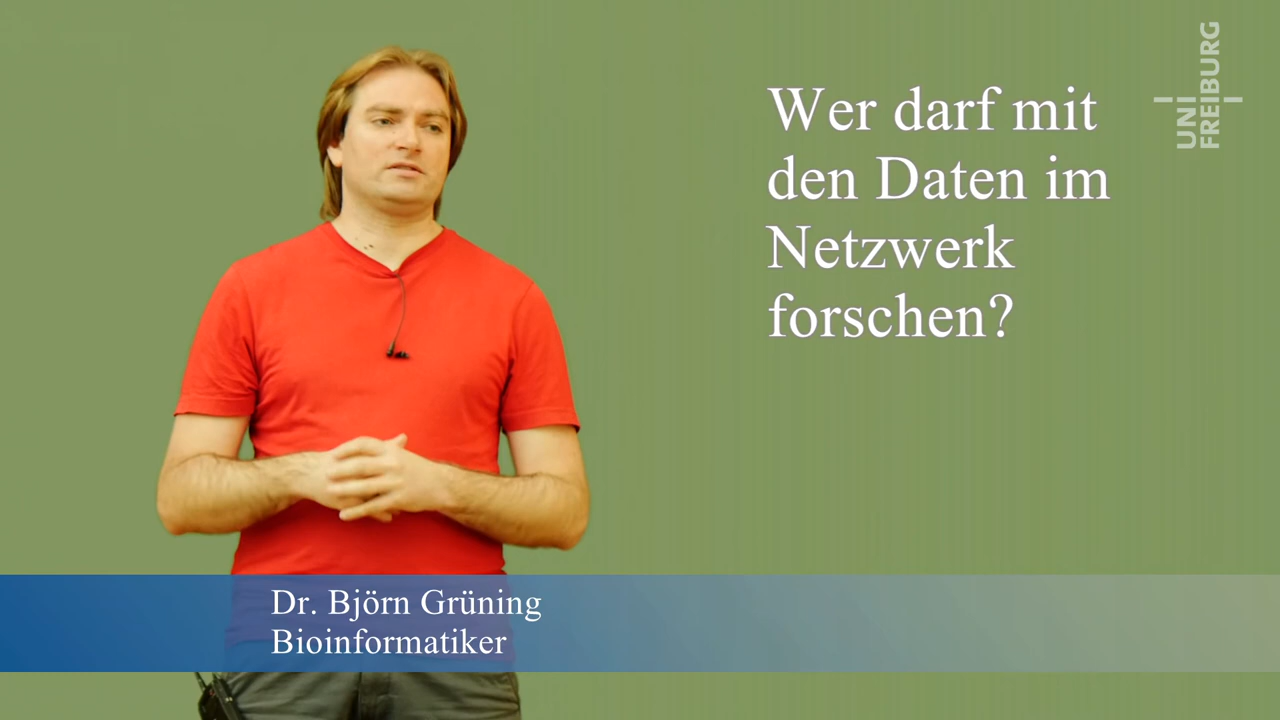 Wer darf mit
den Daten im
Netzwerk
forschen?
UNI
FREIBURG
Dr. Björn Grüning
Bioinformatiker